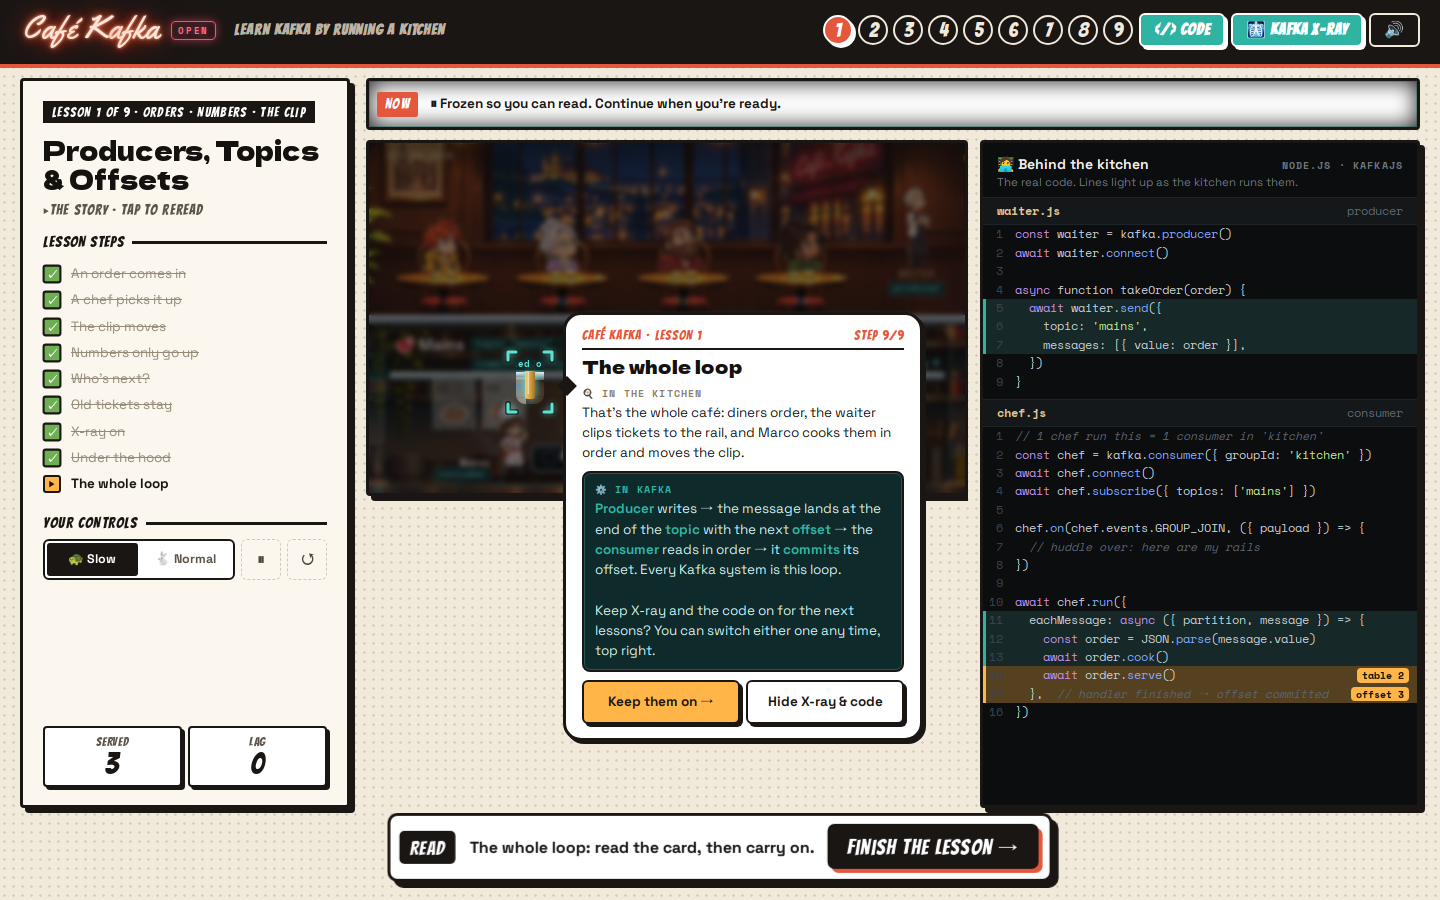 Café Kafka
OPEN
LEARN KAFKA BY RUNNING A KITCHEN
1 2 3 4 5 6 7 8 9
</> CODE
KAFKA X-RAY
LESSON 1 OF 9 · ORDERS · NUMBERS · THE CLIP
Producers, Topics
& Offsets
▸THE STORY · TAP TO REREAD
LESSON STEPS
An order comes in
A chef picks it up
The clip moves
Numbers only go up
Who's next?
Old tickets stay
X-ray on
Under the hood
The whole loop
YOUR CONTROLS
Slow
Normal
SERVED
3
LAG
0
NOW
Frozen so you can read. Continue when you're ready.
Café Kafka
Mains
producer
ed o
CAFÉ KAFKA · LESSON 1
STEP 9/9
The whole loop
IN THE KITCHEN
That's the whole café: diners order, the waiter
clips tickets to the rail, and Marco cooks them in
order and moves the clip.
IN KAFKA
Producer writes → the message lands at the
end of the topic with the next offset → the
consumer reads in order → it commits its
offset. Every Kafka system is this loop.
Keep X-ray and the code on for the next
lessons? You can switch either one any time,
top right.
Keep them on →
Hide X-ray & code
Behind the kitchen
NODE.JS · KAFKAJS
The real code. Lines light up as the kitchen runs them.
waiter.js
producer
1 const waiter = kafka.producer()
2 await waiter.connect()
3
4 async function takeOrder(order) {
5 await waiter.send({
6 topic: 'mains',
7 messages: [{ value: order }],
8 })
9 }
chef.js
consumer
1 // 1 chef run this = 1 consumer in 'kitchen'
2 const chef = kafka.consumer({ groupId: 'kitchen' })
3 await chef.connect()
4 await chef.subscribe({ topics: ['mains'] })
5
6 chef.on(chef.events.GROUP_JOIN, ({ payload }) => {
7 // huddle over: here are my rails
8 })
9
10 await chef.run({
11 eachMessage: async ({ partition, message }) => {
12 const order = JSON.parse(message.value)
13 await order.cook()
await order.serve()
table 2
}, // handler finished → offset committed
offset 3
16 })
READ
The whole loop: read the card, then carry on.
FINISH THE LESSON →